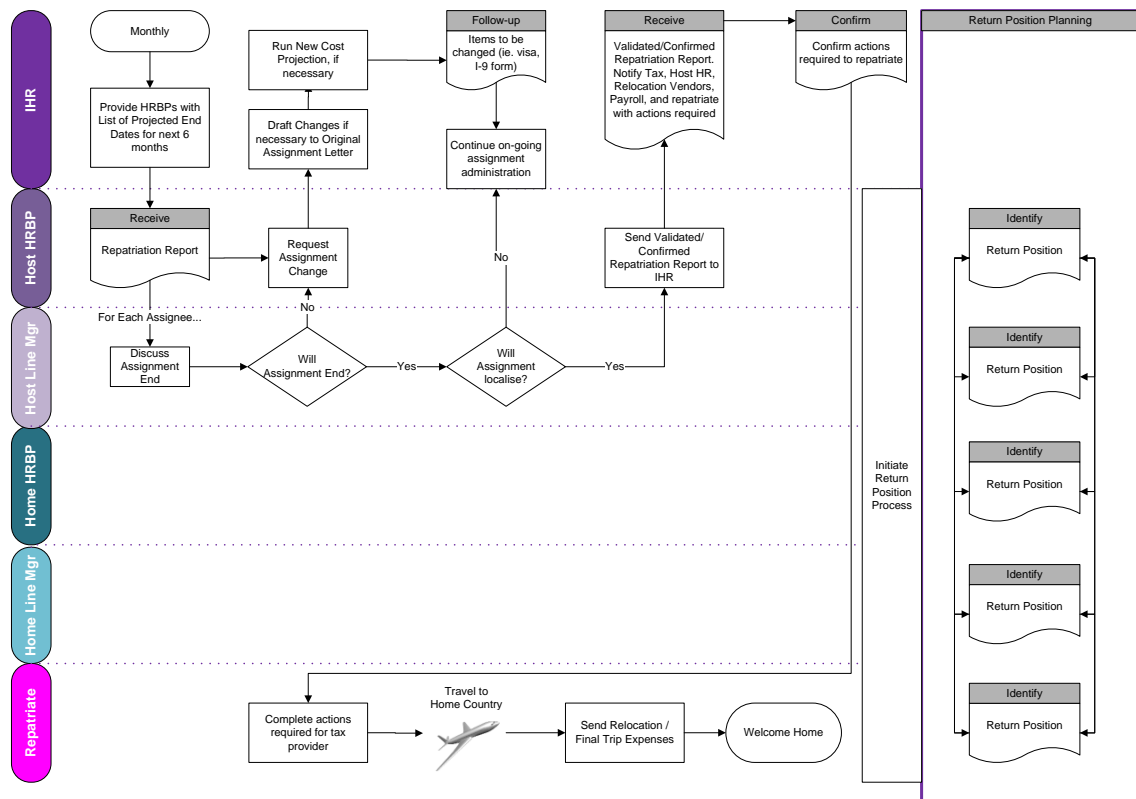 IHR
Monthly
Provide HRBPs with
List of Projected End
Dates for next 6
months
Run New Cost
Projection, if
necessary
Draft Changes if
necessary to Original
Assignment Letter
Follow-up
Items to be
changed (ie. visa,
I-9 form)
Continue on-going
assignment
administration
Receive
Validated/Confirmed
Repatriation Report.
Notify Tax, Host HR,
Relocation Vendors,
Payroll, and repatriate
with actions required
Confirm
Confirm actions
required to repatriate
Return Position Planning
Host HRBP
Receive
Repatriation Report
Request
Assignment
Change
No
Send Validated/
Confirmed
Repatriation Report to
IHR
Identify
Return Position
Host Line Mgr
For Each Assignee...
Discuss
Assignment
End
No
Will
Assignment End?
Yes
Will
Assignment
localise?
Yes
Identify
Return Position
Home HRBP
Initiate
Return
Position
Process
Identify
Return Position
Home Line Mgr
Identify
Return Position
Repatriate
Complete actions
required for tax
provider
Travel to
Home Country
Send Relocation /
Final Trip Expenses
Welcome Home
Identify
Return Position